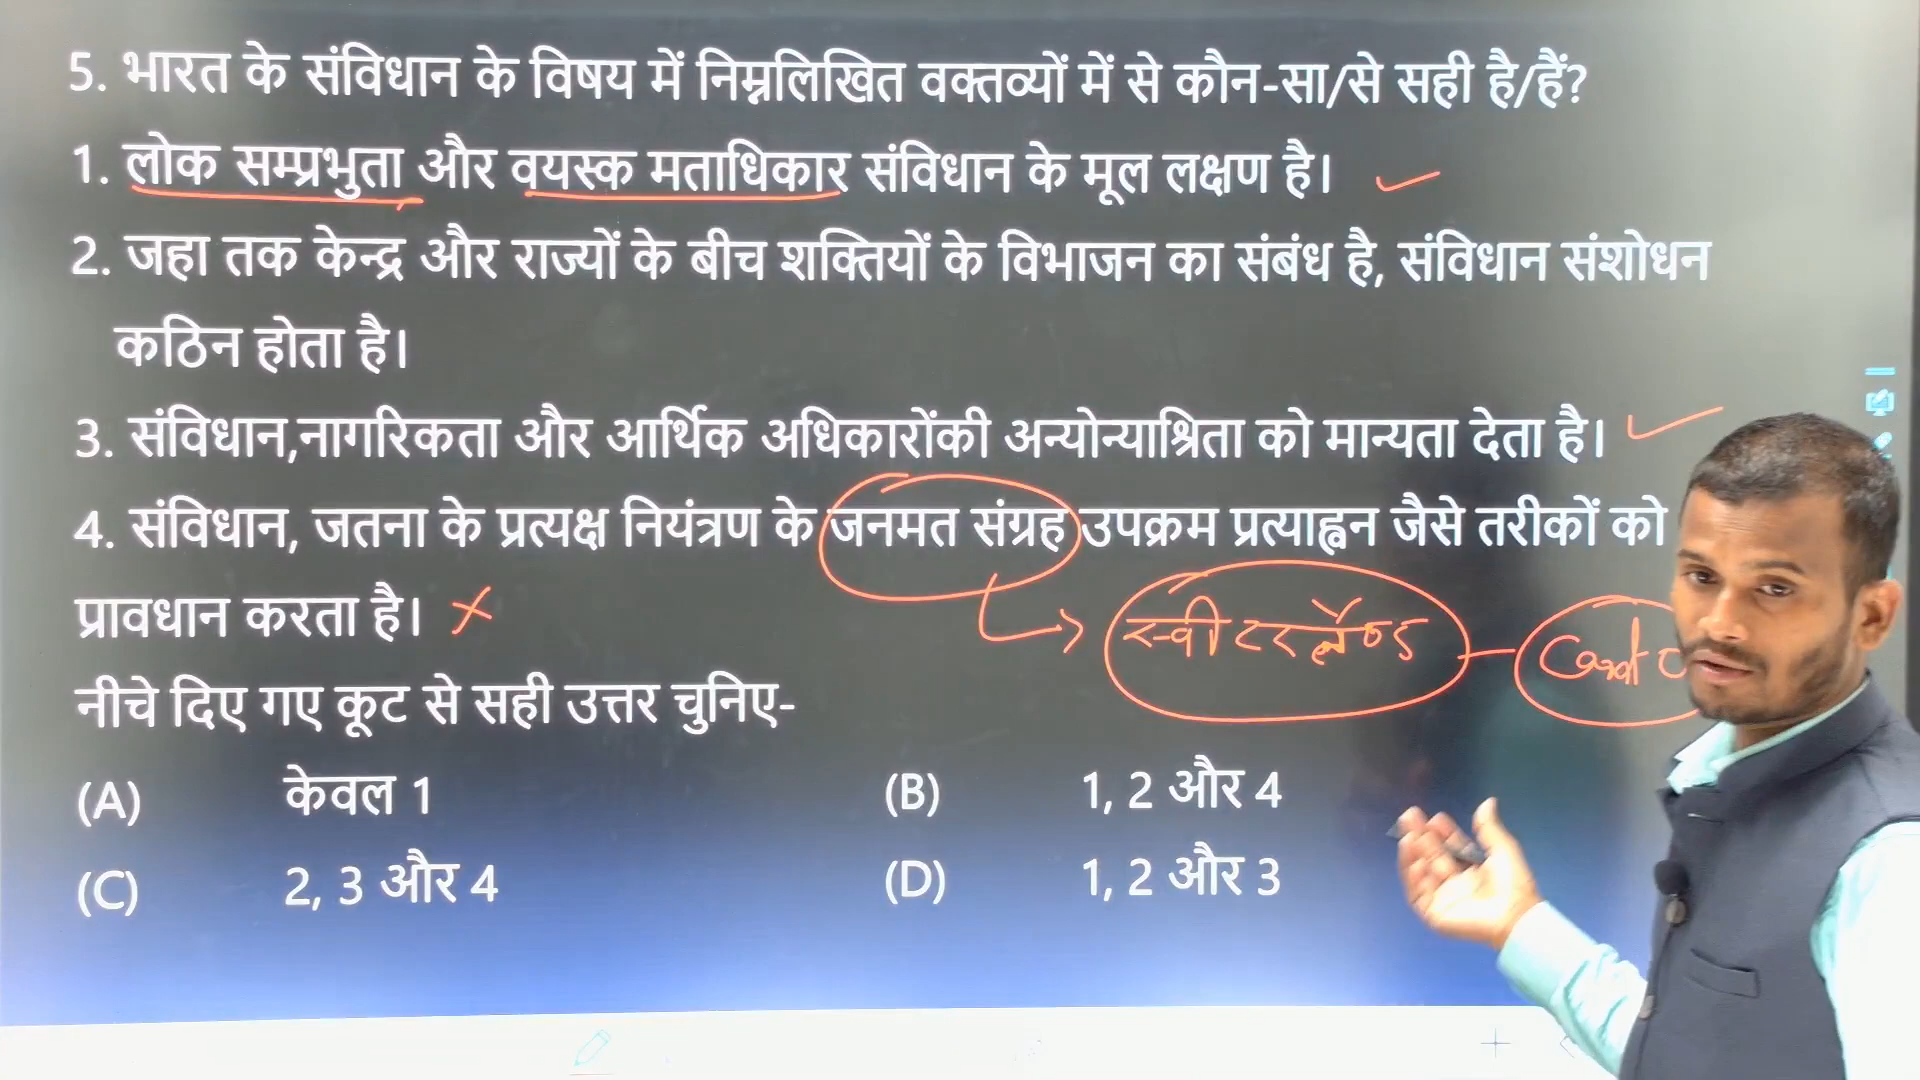 5. भारत के संविधान के विषय में निम्नलिखित वक्तव्यों में से कौन-सा/से सही है/हैं?
1. लोक सम्प्रभुता और वयस्क मताधिकार संविधान के मूल लक्षण है।
2. जहा तक केन्द्र और राज्यों के बीच शक्तियों के विभाजन का संबंध है, संविधान संशोधन
कठिन होता है।
3. संविधान,नागरिकता और आर्थिक अधिकारोंकी अन्योन्याश्रिता को मान्यता देता है।
4. संविधान, जतना के प्रत्यक्ष नियंत्रण के जनमत संग्रह उपक्रम प्रत्याह्वन जैसे तरीकों को
प्रावधान करता है।
स्वीटरलैण्ड
नीचे दिए गए कूट से सही उत्तर चुनिए-
(A) केवल 1 (B) 1, 2 और 4
(C) 2, 3 और 4 (D) 1, 2 और 3